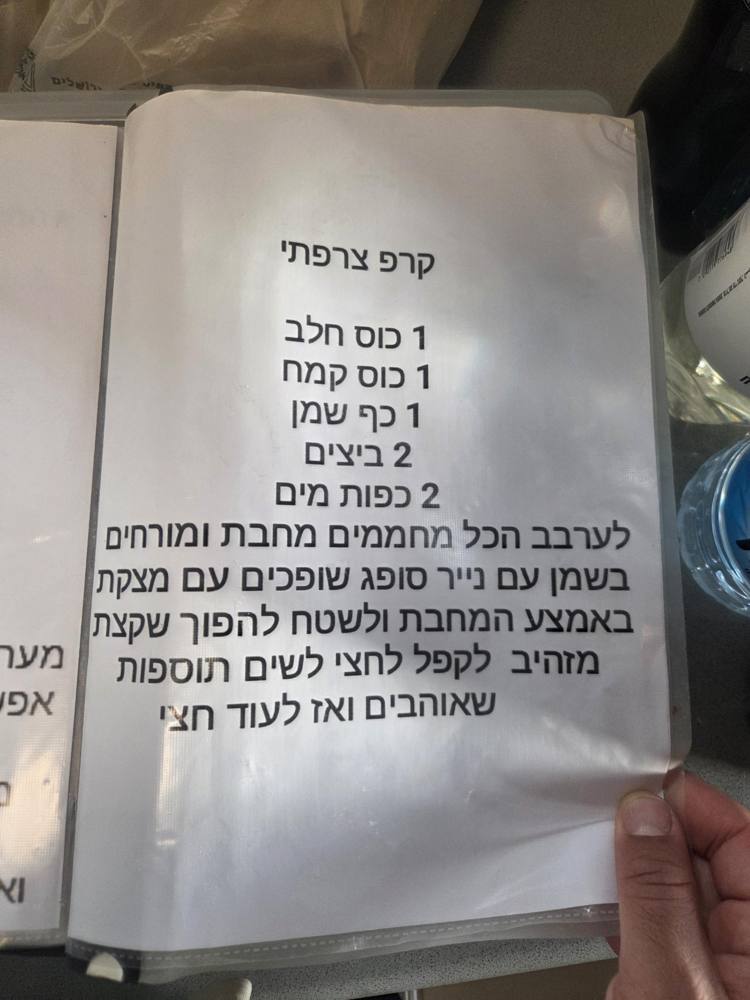 קרפ צרפתי
1 כוס חלב
1 כוס קמח
1 כף שמן
2 ביצים
2 כפות מים
לערבב הכל מחממים מחבת ומורחים
בשמן עם נייר סופג שופכים עם מצקת
באמצע המחבת ולשטח להפוך שקצת
מזהיב לקפל לחצי לשים תוספות
שאוהבים ואז לעוד חצי